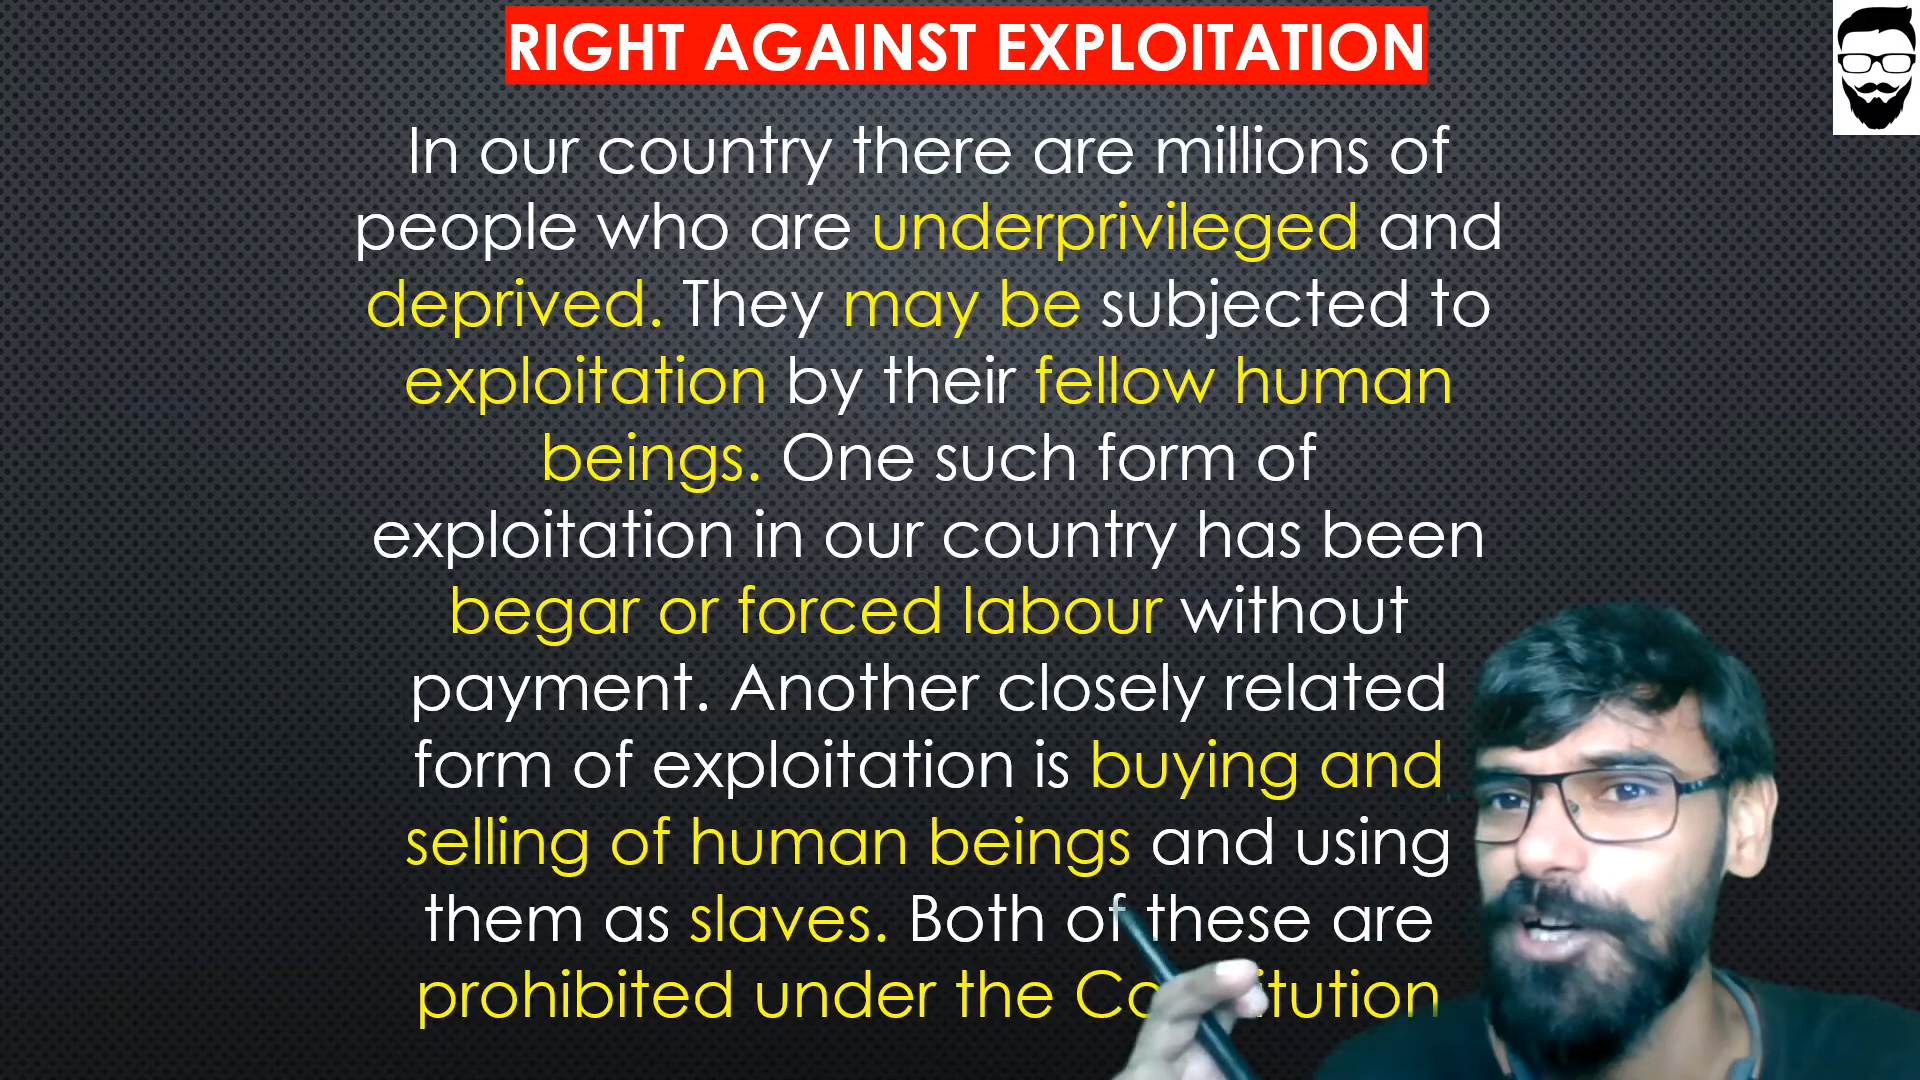 RIGHT AGAINST EXPLOITATION
In our country there are millions of
people who are underprivileged and
deprived. They may be subjected to
exploitation by their fellow human
beings. One such form of
exploitation in our country has been
begar or forced labour without
payment. Another closely related
form of exploitation is buying and
selling of human beings and using
them as slaves. Both of these are
prohibited under the